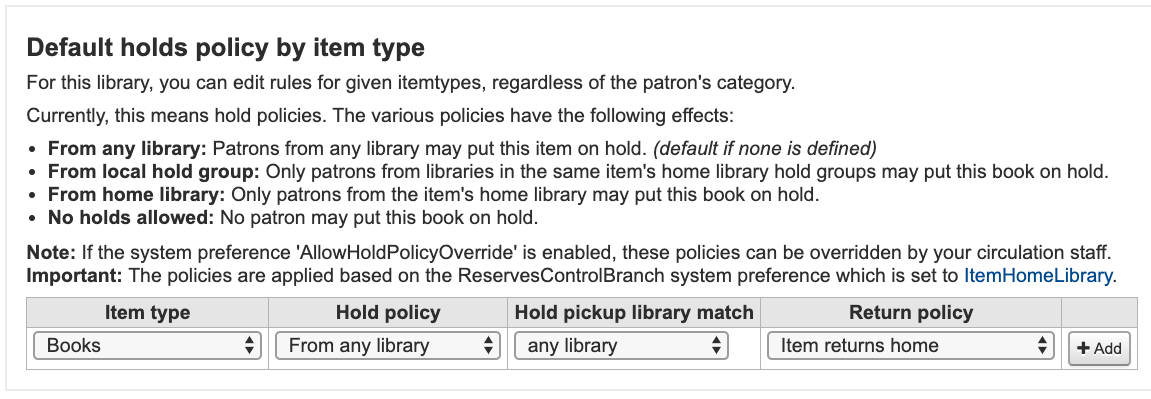 Default holds policy by item type
For this library, you can edit rules for given itemtypes, regardless of the patron's category.
Currently, this means hold policies. The various policies have the following effects:
• From any library: Patrons from any library may put this item on hold. (default if none is defined)
• From local hold group: Only patrons from libraries in the same item's home library hold groups may put this book on hold.
• From home library: Only patrons from the item's home library may put this book on hold.
• No holds allowed: No patron may put this book on hold.
Note: If the system preference 'AllowHoldPolicyOverride' is enabled, these policies can be overridden by your circulation staff.
Important: The policies are applied based on the ReservesControlBranch system preference which is set to ItemHomeLibrary.
Item type Hold policy Hold pickup library match Return policy
Books From any library any library Item returns home + Add